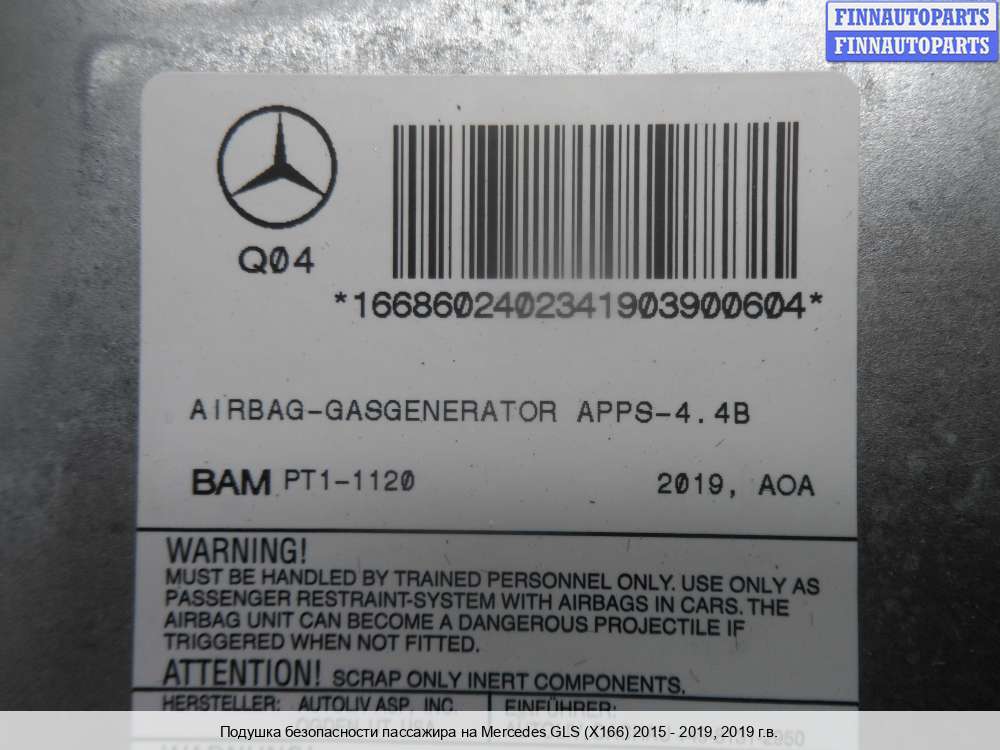 FINNAUTOPARTS
FINNAUTOPARTS
Q04
*1668602402341903900604*
AIRBAG-GASGENERATOR APPS-4.4B
BAM PT1-1120 2019, AOA
WARNING!
MUST BE HANDLED BY TRAINED PERSONNEL ONLY. USE ONLY AS
PASSENGER RESTRAINT-SYSTEM WITH AIRBAGS IN CARS. THE
AIRBAG UNIT CAN BECOME A DANGEROUS PROJECTILE IF
TRIGGERED WHEN NOT FITTED.
ATTENTION! SCRAP ONLY INERT COMPONENTS.
HERSTELLER: AUTOLIV ASP, INC. EINFÜHRER:
OGDEN, UT, USA
Подушка безопасности пассажира на Mercedes GLS (X166) 2015 - 2019, 2019 г.в.